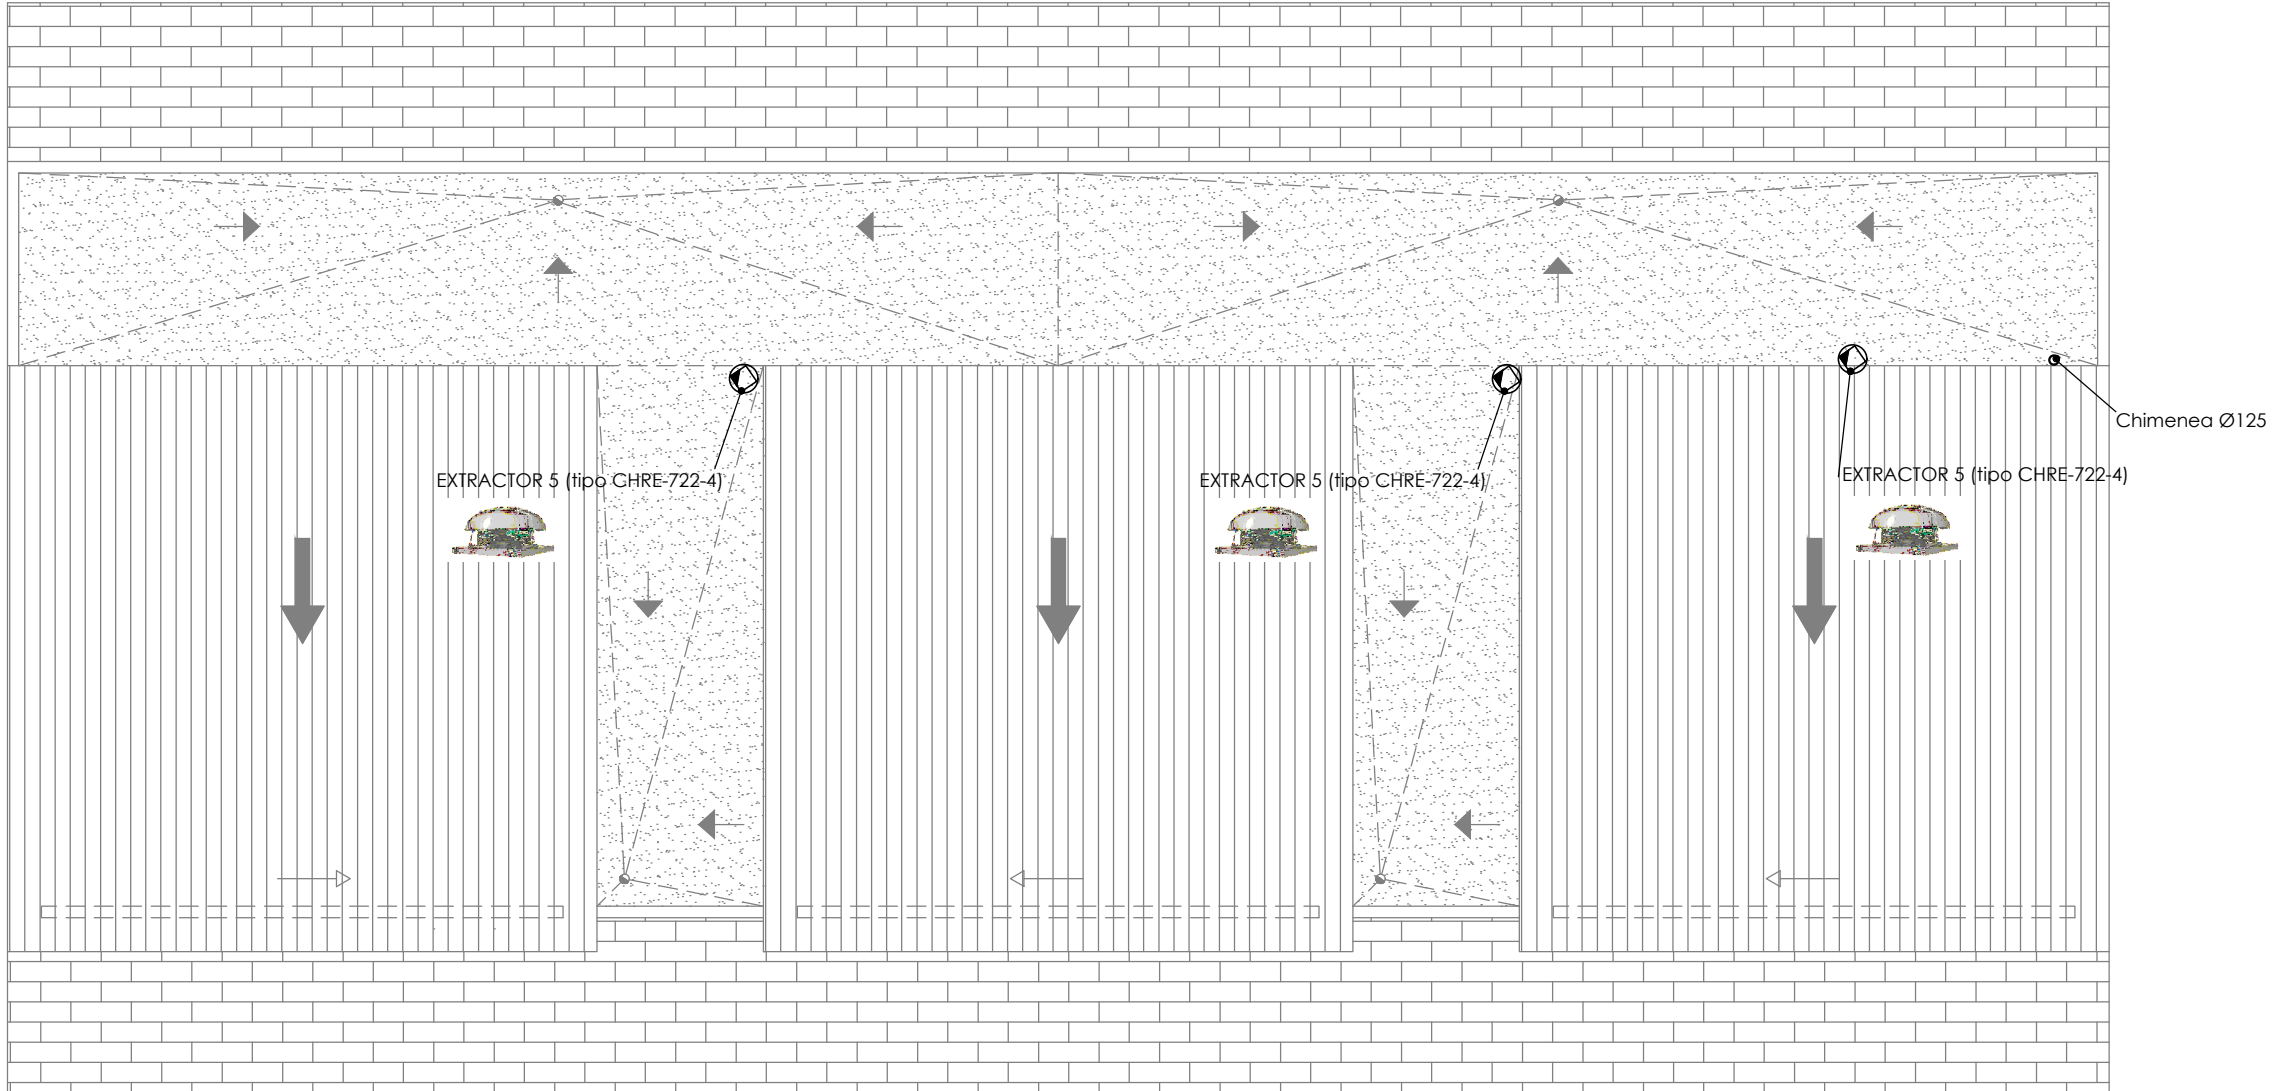 Chimenea Ø125
EXTRACTOR 5 (tipo CHRE-722-4)
EXTRACTOR 5 (tipo CHRE-722-4)
EXTRACTOR 5 (tipo CHRE-722-4)